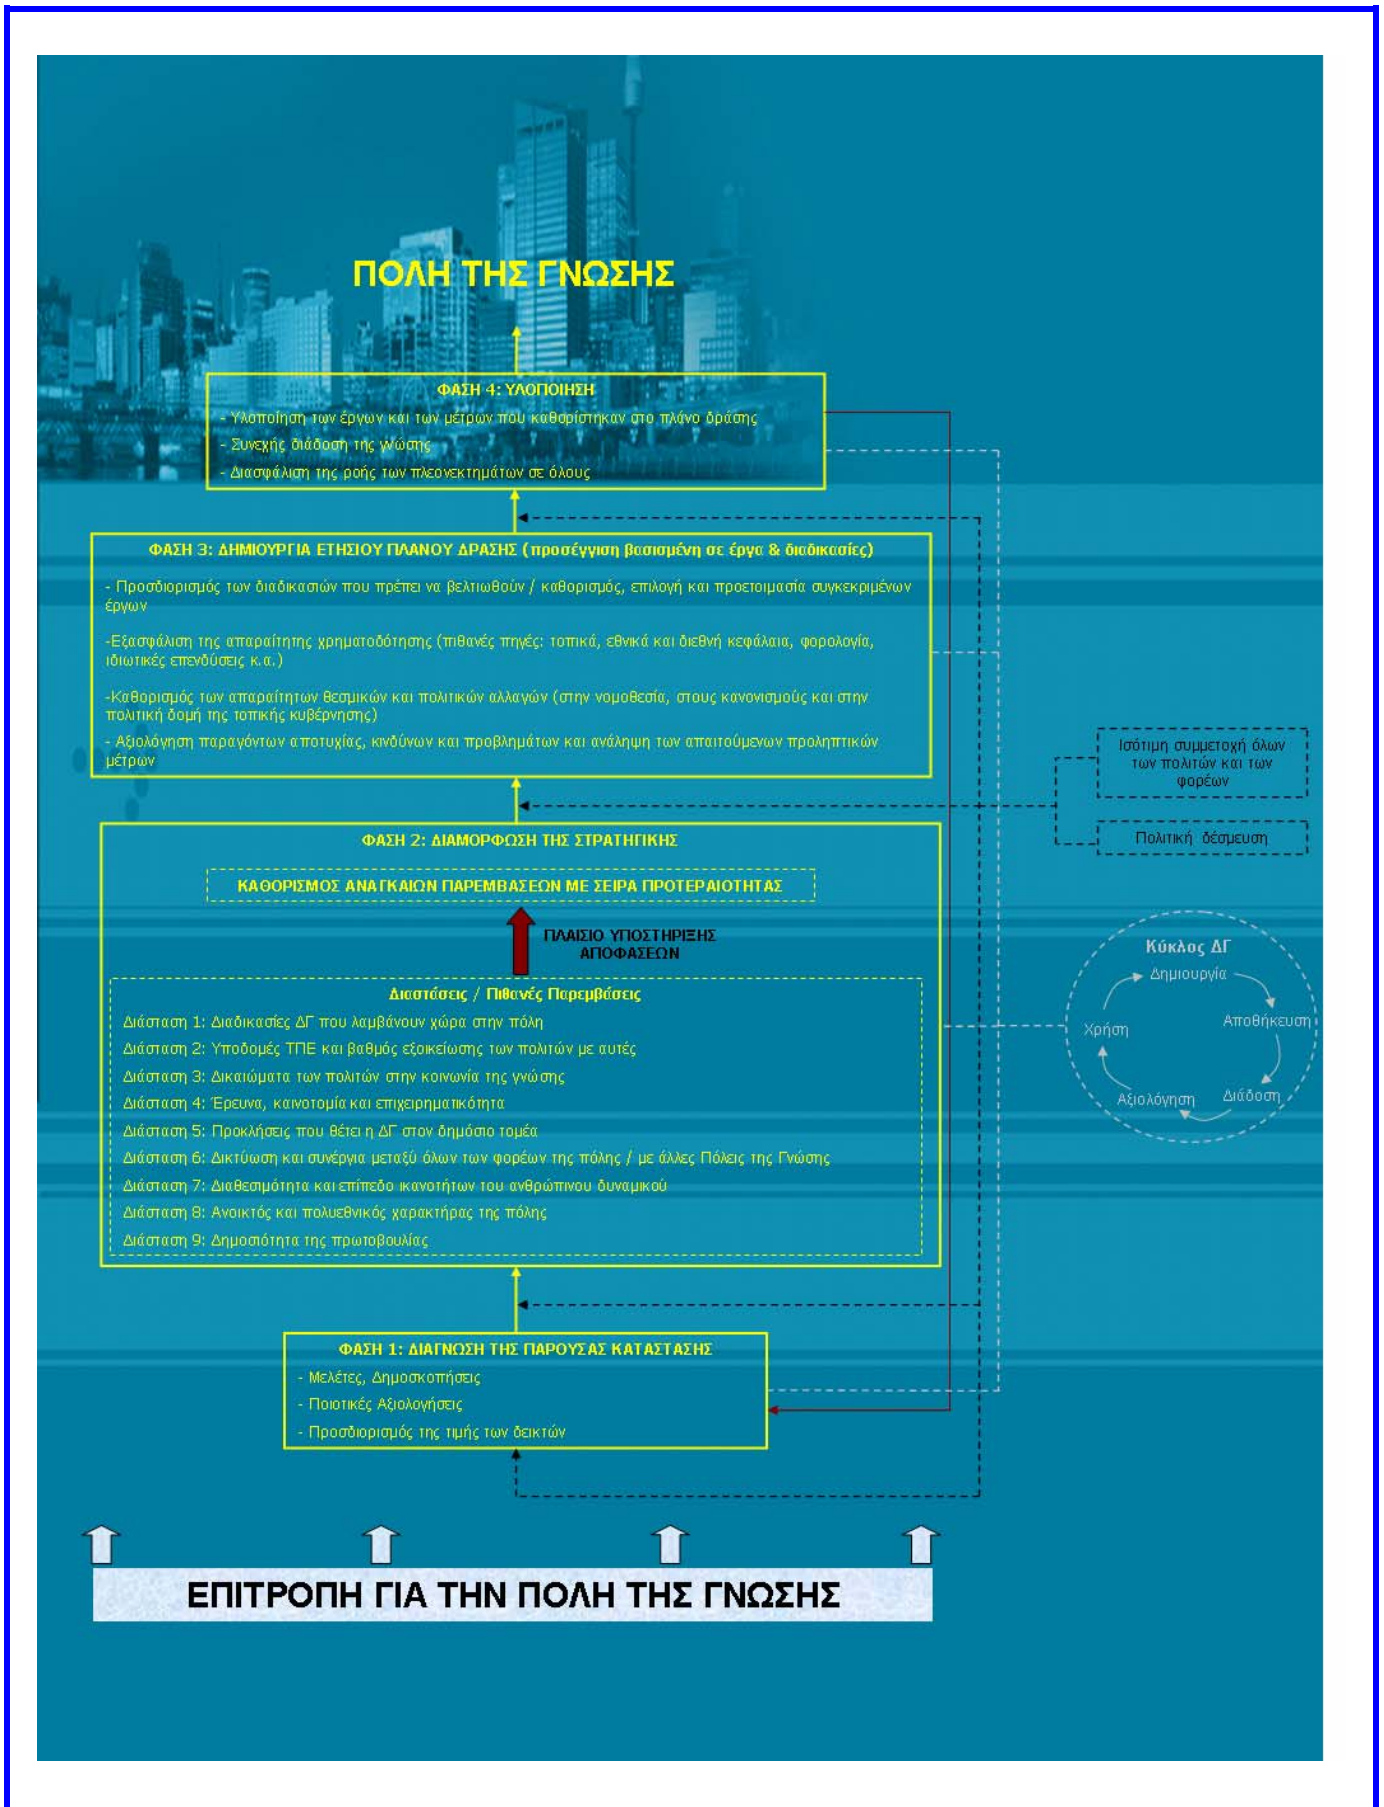 ΠΟΛΗ ΤΗΣ ΓΝΩΣΗΣ
ΦΑΣΗ 4: ΥΛΟΠΟΙΗΣΗ
- Υλοποίηση των έργων και των μέτρων που καθορίστηκαν στο πλάνο δράσης
- Συνεχής διάδοση της γνώσης
- Διασφάλιση της ροής των πλεονεκτημάτων σε όλους
ΦΑΣΗ 3: ΔΗΜΙΟΥΡΓΙΑ ΕΤΗΣΙΟΥ ΠΛΑΝΟΥ ΔΡΑΣΗΣ (προσέγγιση βασισμένη σε έργα & διαδικασίες)
- Προσδιορισμός των διαδικασιών που πρέπει να βελτιωθούν / καθορισμός, επιλογή και προετοιμασία συγκεκριμένων
έργων
-Εξασφάλιση της απαραίτητης χρηματοδότησης (πιθανές πηγές: τοπικά, εθνικά και διεθνή κεφάλαια, φορολογία,
ιδιωτικές επενδύσεις κ.α.)
-Καθορισμός των απαραίτητων θεσμικών και πολιτικών αλλαγών (στην νομοθεσία, στους κανονισμούς και στην
πολιτική δομή της τοπικής κυβέρνησης)
- Αξιολόγηση παραγόντων αποτυχίας, κινδύνων και προβλημάτων και ανάληψη των απαιτούμενων προληπτικών
μέτρων
Ισότιμη συμμετοχή όλων
των πολιτών και των
φορέων
Πολιτική δέσμευση
ΦΑΣΗ 2: ΔΙΑΜΟΡΦΩΣΗ ΤΗΣ ΣΤΡΑΤΗΓΙΚΗΣ
ΚΑΘΟΡΙΣΜΟΣ ΑΝΑΓΚΑΙΩΝ ΠΑΡΕΜΒΑΣΕΩΝ ΜΕ ΣΕΙΡΑ ΠΡΟΤΕΡΑΙΟΤΗΤΑΣ
ΠΛΑΙΣΙΟ ΥΠΟΣΤΗΡΙΞΗΣ
ΑΠΟΦΑΣΕΩΝ
Διαστάσεις / Πιθανές Παρεμβάσεις
Διάσταση 1: Διαδικασίες ΔΓ που λαμβάνουν χώρα στην πόλη
Διάσταση 2: Υποδομές ΤΠΕ και βαθμός εξοικείωσης των πολιτών με αυτές
Διάσταση 3: Δικαιώματα των πολιτών στην κοινωνία της γνώσης
Διάσταση 4: Έρευνα, καινοτομία και επιχειρηματικότητα
Διάσταση 5: Προκλήσεις που θέτει η ΔΓ στον δημόσιο τομέα
Διάσταση 6: Δικτύωση και συνέργια μεταξύ όλων των φορέων της πόλης / με άλλες Πόλεις της Γνώσης
Διάσταση 7: Διαθεσιμότητα και επίπεδο ικανοτήτων του ανθρώπινου δυναμικού
Διάσταση 8: Ανοικτός και πολυεθνικός χαρακτήρας της πόλης
Διάσταση 9: Δημοσιότητα της πρωτοβουλίας
Κύκλος ΔΓ
Δημιουργία
Αποθήκευση
Διάδοση
Αξιολόγηση
Χρήση
ΦΑΣΗ 1: ΔΙΑΓΝΩΣΗ ΤΗΣ ΠΑΡΟΥΣΑΣ ΚΑΤΑΣΤΑΣΗΣ
- Μελέτες, Δημοσκοπήσεις
- Ποιοτικές Αξιολογήσεις
- Προσδιορισμός της τιμής των δεικτών
ΕΠΙΤΡΟΠΗ ΓΙΑ ΤΗΝ ΠΟΛΗ ΤΗΣ ΓΝΩΣΗΣ